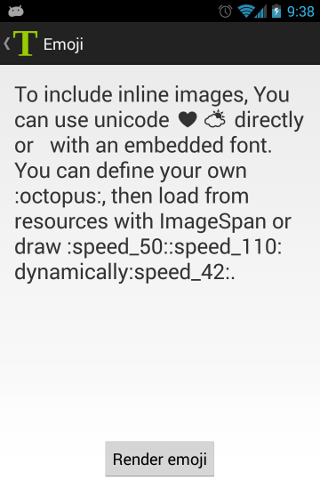 9:38
T Emoji
To include inline images, You
can use unicode ♥ ⛅ directly
or with an embedded font.
You can define your own
:octopus:, then load from
resources with ImageSpan or
draw :speed_50::speed_110:
dynamically:speed_42:.
Render emoji